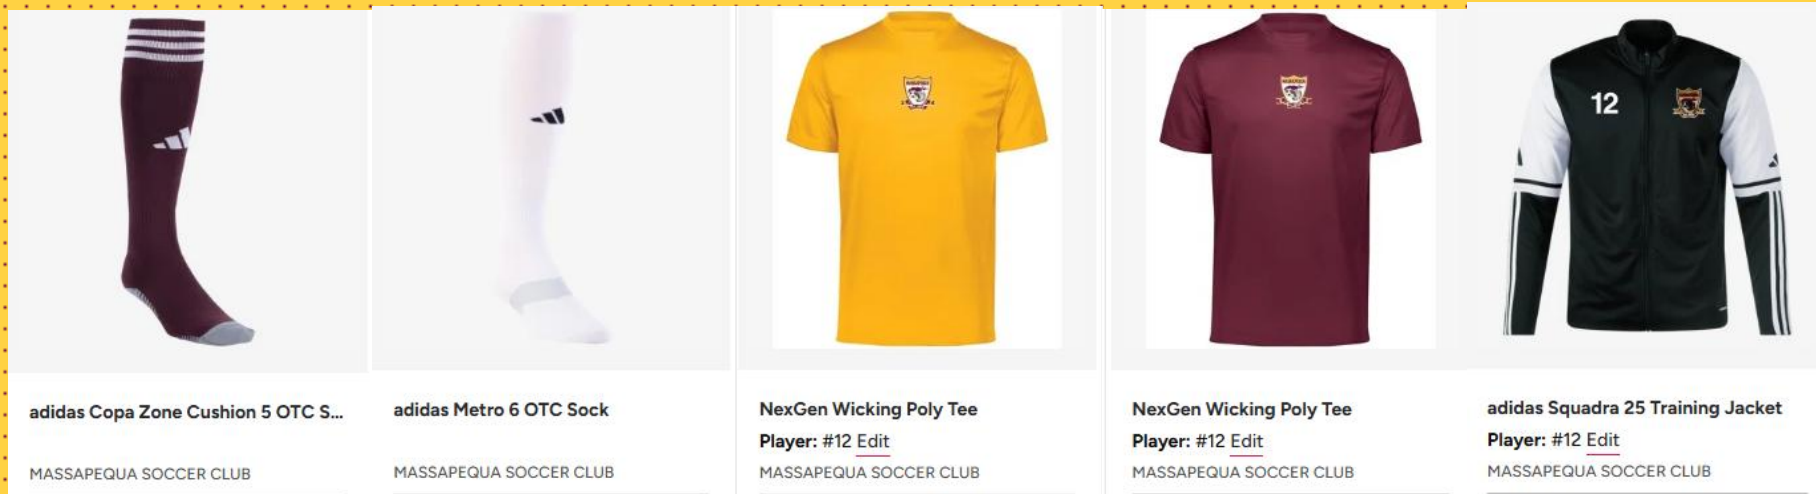 12
adidas Copa Zone Cushion 5 OTC S...
MASSAPEQUA SOCCER CLUB
adidas Metro 6 OTC Sock
MASSAPEQUA SOCCER CLUB
NexGen Wicking Poly Tee
Player: #12 Edit
MASSAPEQUA SOCCER CLUB
NexGen Wicking Poly Tee
Player: #12 Edit
MASSAPEQUA SOCCER CLUB
adidas Squadra 25 Training Jacket
Player: #12 Edit
MASSAPEQUA SOCCER CLUB